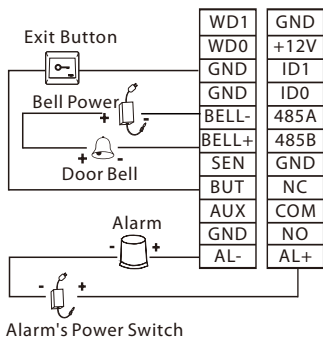 Exit Button
Bell Power
+ -
+ -
Door Bell
Alarm
- +
- +
Alarm's Power Switch
WD1 GND
WD0 +12V
GND ID1
GND ID0
BELL- 485A
BELL+ 485B
SEN GND
BUT NC
AUX COM
GND NO
AL- AL+